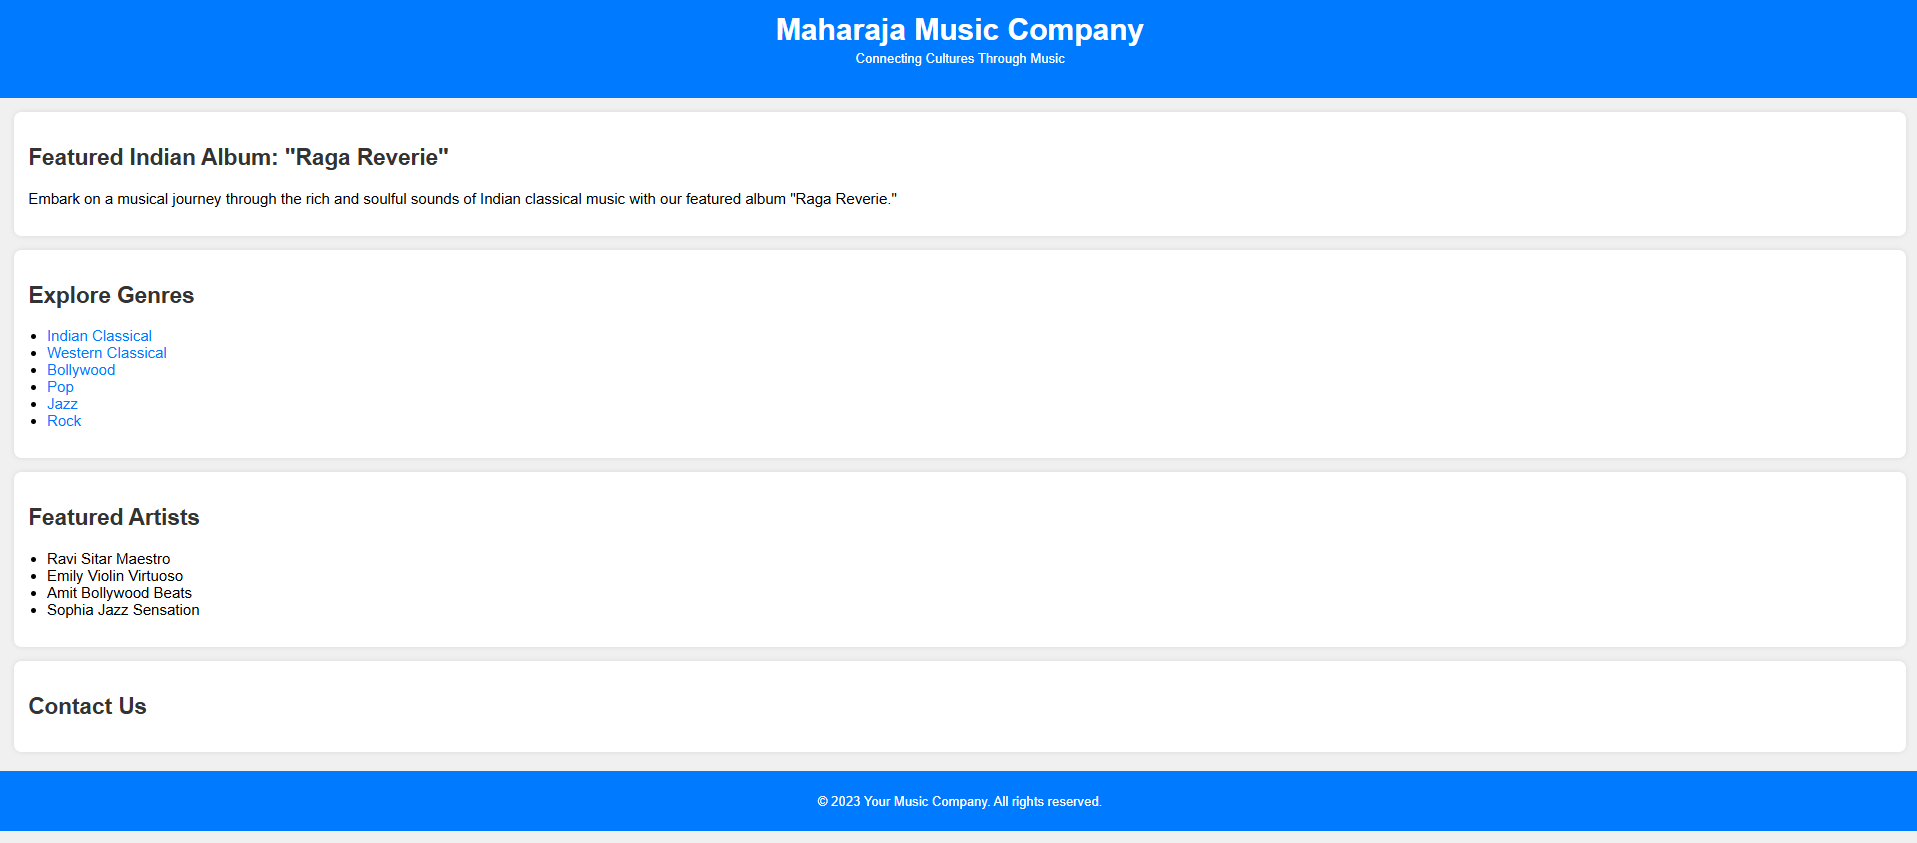 Maharaja Music Company
Connecting Cultures Through Music
Featured Indian Album: "Raga Reverie"
Embark on a musical journey through the rich and soulful sounds of Indian classical music with our featured album "Raga Reverie."
Explore Genres
Indian Classical
Western Classical
Bollywood
Pop
Jazz
Rock
Featured Artists
Ravi Sitar Maestro
Emily Violin Virtuoso
Amit Bollywood Beats
Sophia Jazz Sensation
Contact Us
© 2023 Your Music Company. All rights reserved.